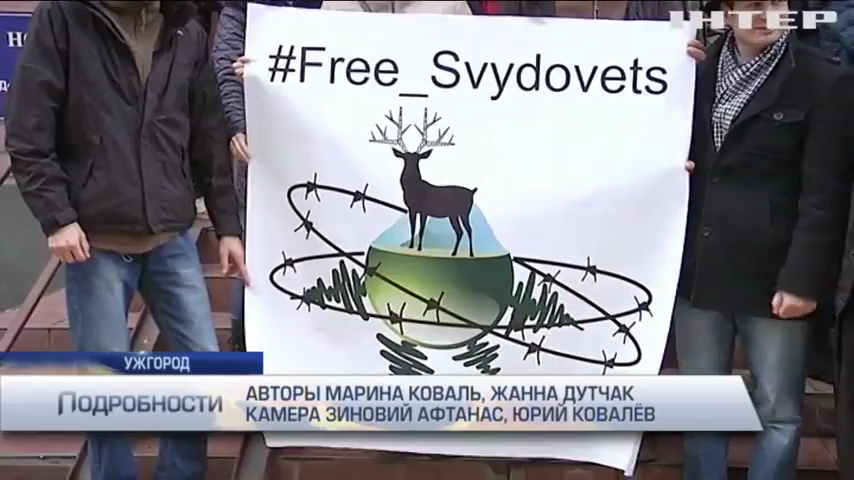 ІНТЕР
#Free_Svydovets
УЖГОРОД
ПОДРОБНОСТИ
АВТОРЫ МАРИНА КОВАЛЬ, ЖАННА ДУТЧАК
КАМЕРА ЗИНОВИЙ АФТАНАС, ЮРИЙ КОВАЛЁВ